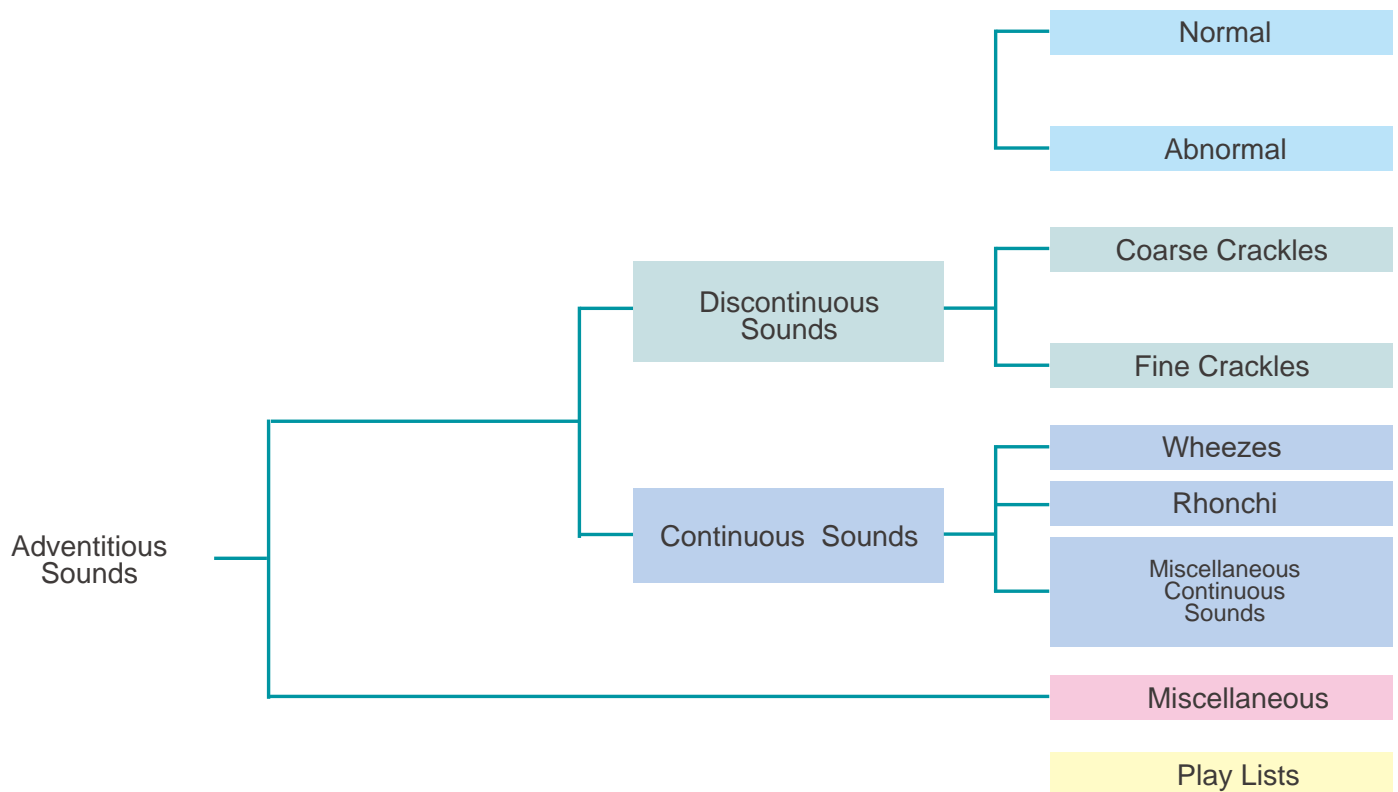 Normal
Abnormal
Coarse Crackles
Discontinuous
Sounds
Fine Crackles
Wheezes
Rhonchi
Continuous Sounds
Adventitious
Sounds
Miscellaneous
Continuous
Sounds
Miscellaneous
Play Lists